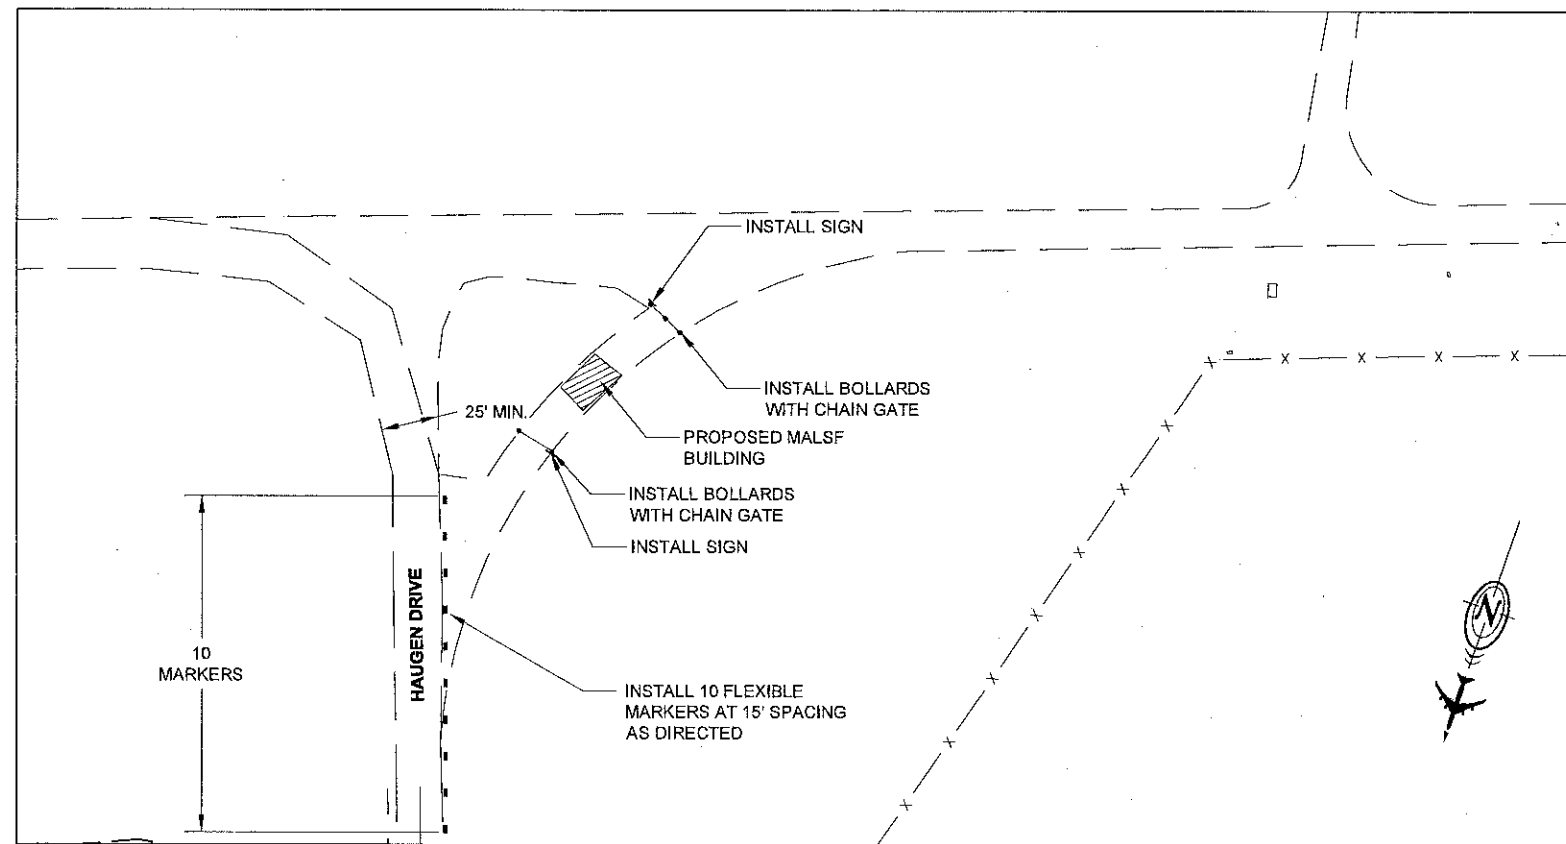 INSTALL SIGN
INSTALL BOLLARDS
WITH CHAIN GATE
25' MIN.
PROPOSED MALSF
BUILDING
INSTALL BOLLARDS
WITH CHAIN GATE
INSTALL SIGN
HAUGEN DRIVE
10
MARKERS
INSTALL 10 FLEXIBLE
MARKERS AT 15' SPACING
AS DIRECTED
N
X X X X
X
X
X
X
X
X
X
X